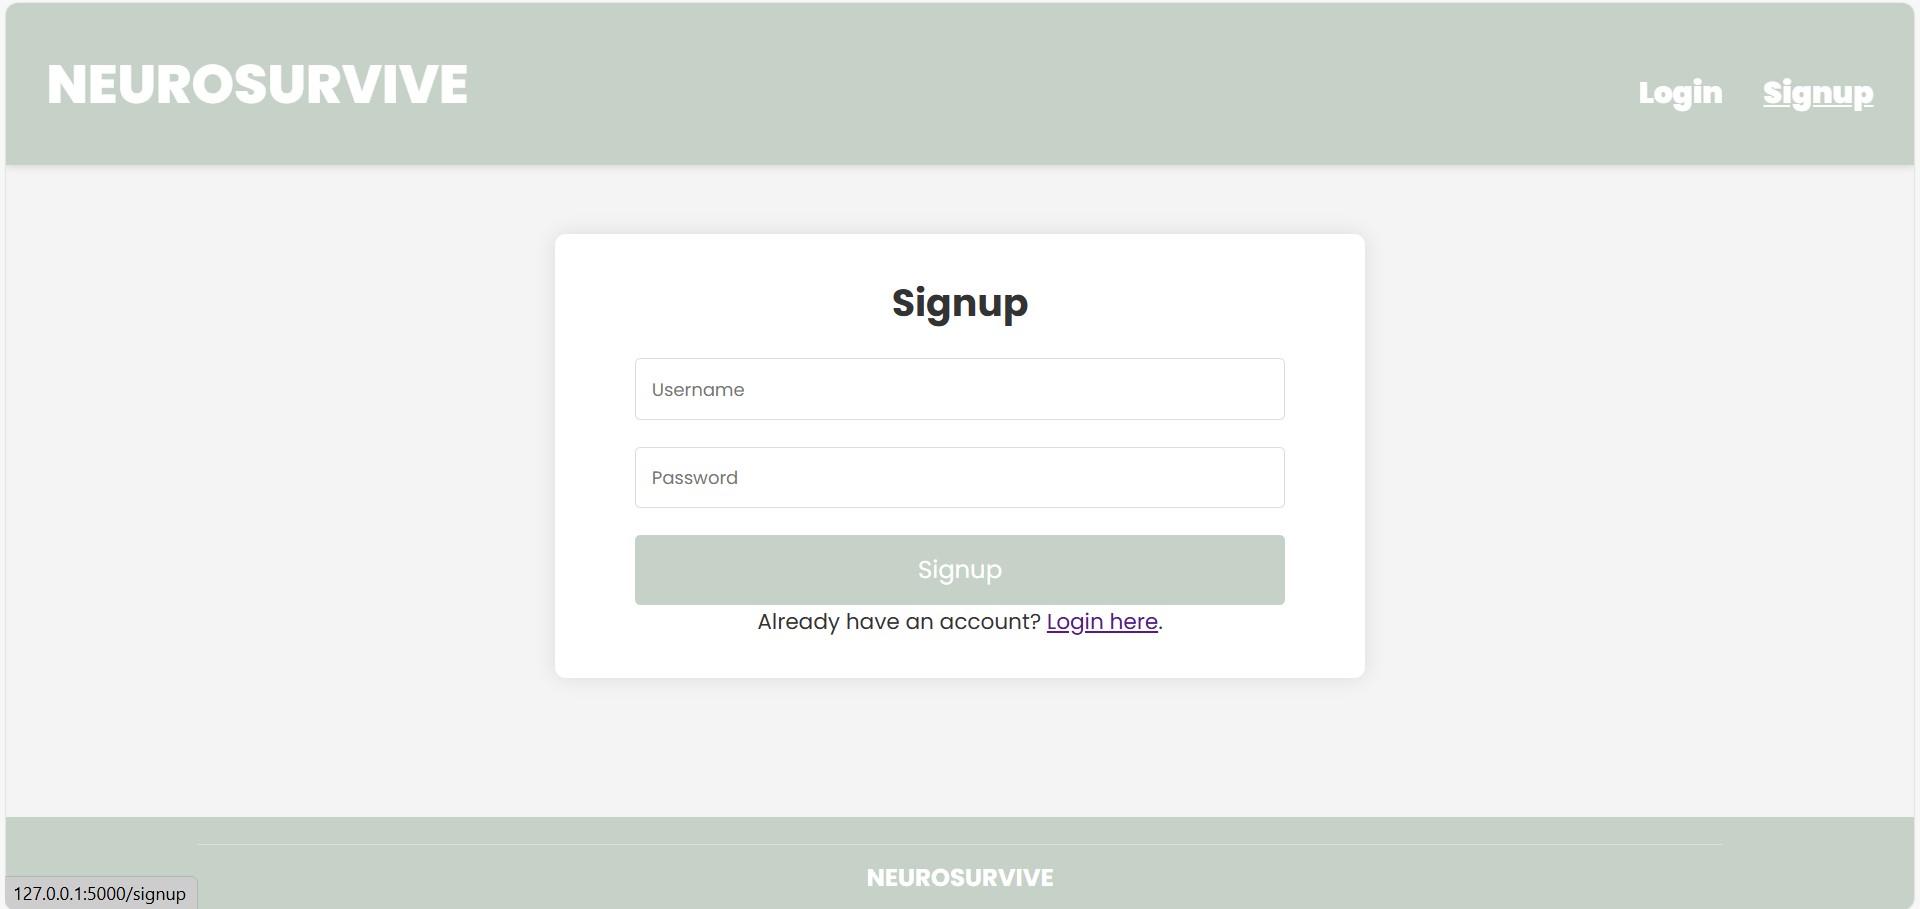 NEUROSURVIVE
Login Signup
Signup
Username
Password
Signup
Already have an account? Login here.
NEUROSURVIVE
127.0.0.1:5000/signup